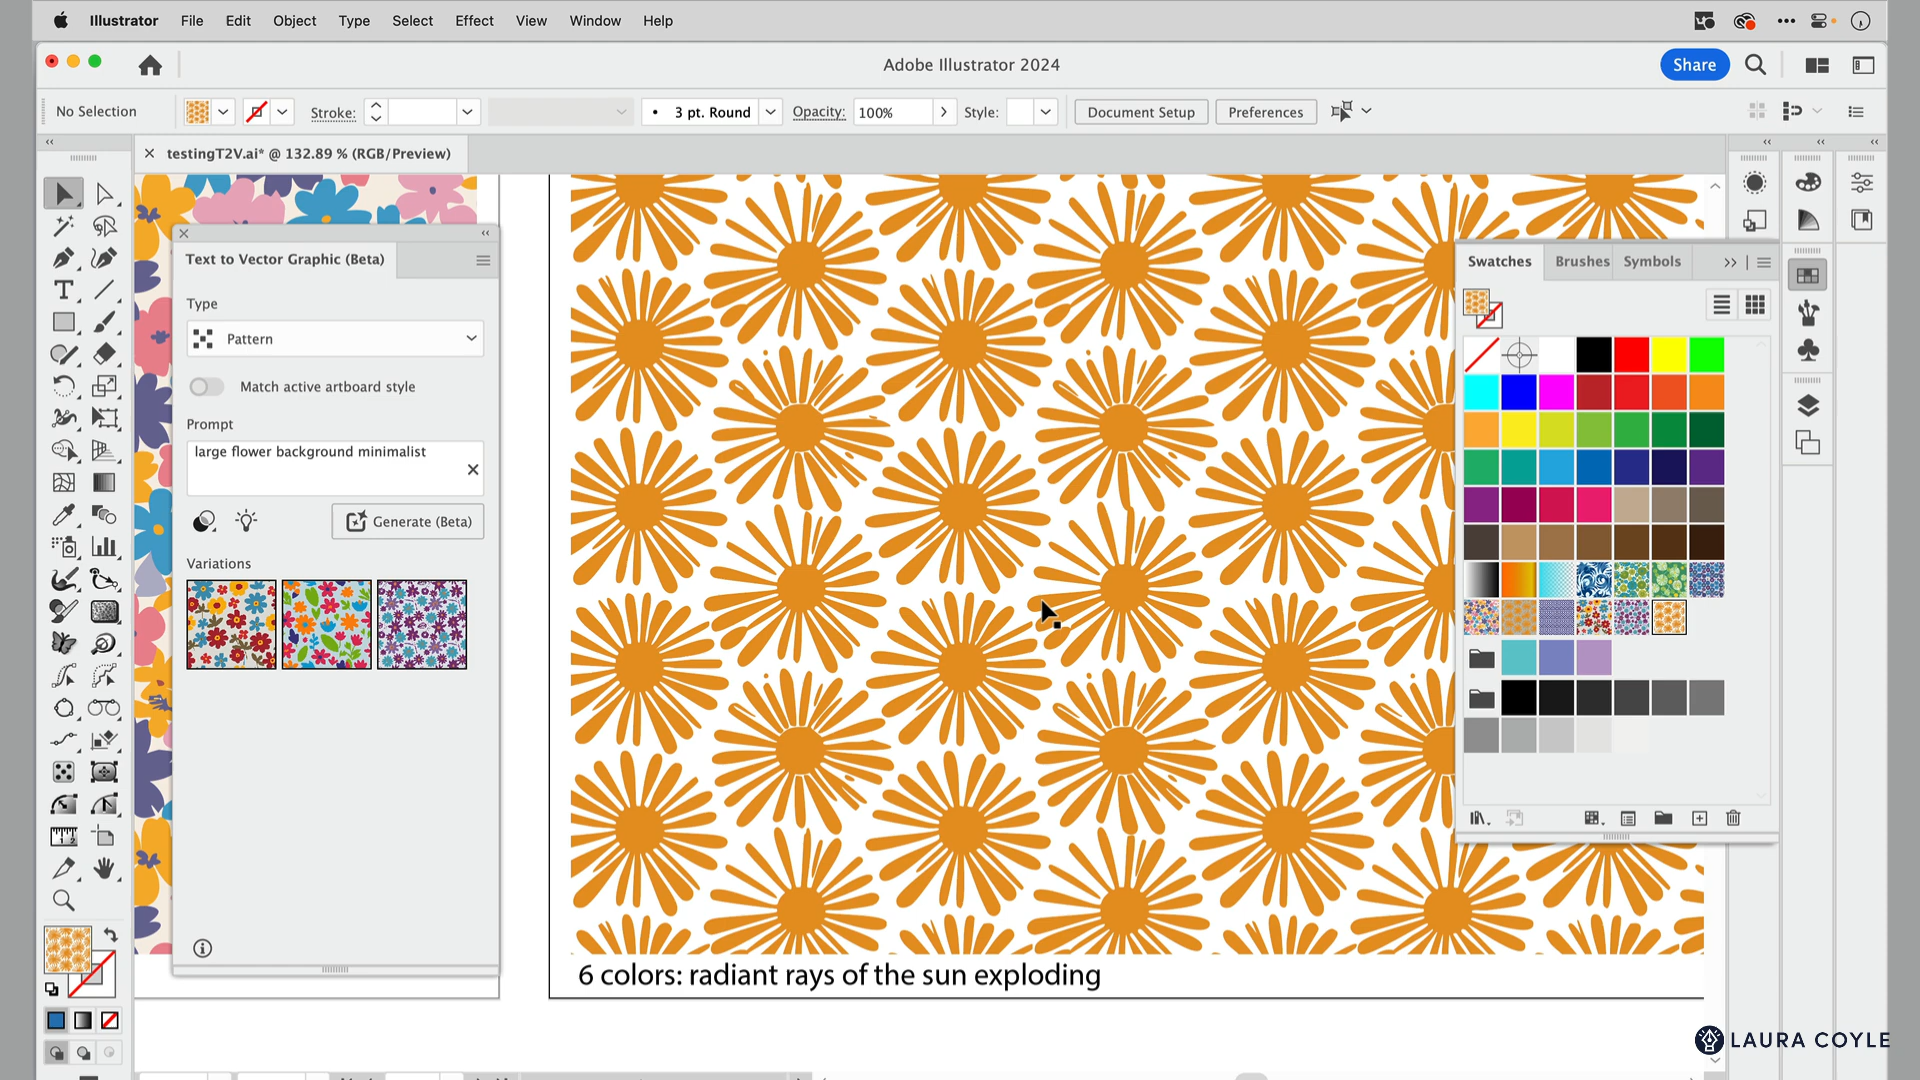 Illustrator File Edit Object Type Select Effect View Window Help
Adobe Illustrator 2024
Share
No Selection
Stroke:
3 pt. Round
Opacity: 100%
Style:
Document Setup
Preferences
testingT2V.ai* @ 132.89 % (RGB/Preview)
Text to Vector Graphic (Beta)
Type
Pattern
Match active artboard style
Prompt
large flower background minimalist
Generate (Beta)
Variations
Swatches Brushes Symbols
6 colors: radiant rays of the sun exploding
LAURA COYLE